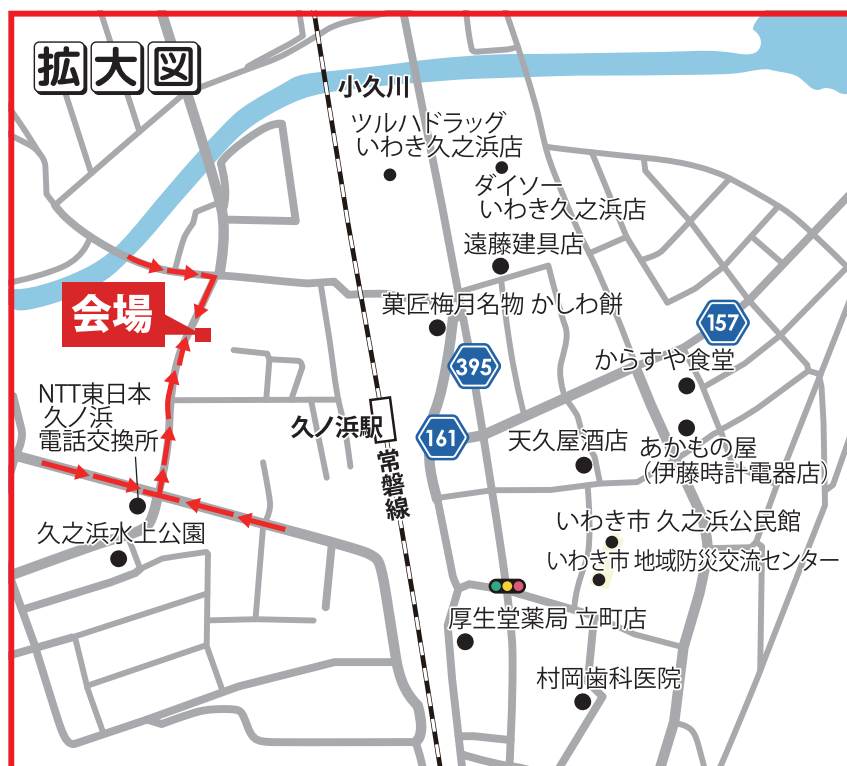 拡大図
小久川
ツルハドラッグ
いわき久之浜店
ダイソー
いわき久之浜店
遠藤建具店
会場
菓匠梅月名物 かしわ餅
157
395
からすや食堂
NTT東日本
久ノ浜
電話交換所
久ノ浜駅
161
天久屋酒店
あかもの屋
(伊藤時計電器店)
常磐線
久之浜水上公園
いわき市 久之浜公民館
いわき市 地域防災交流センター
厚生堂薬局 立町店
村岡歯科医院